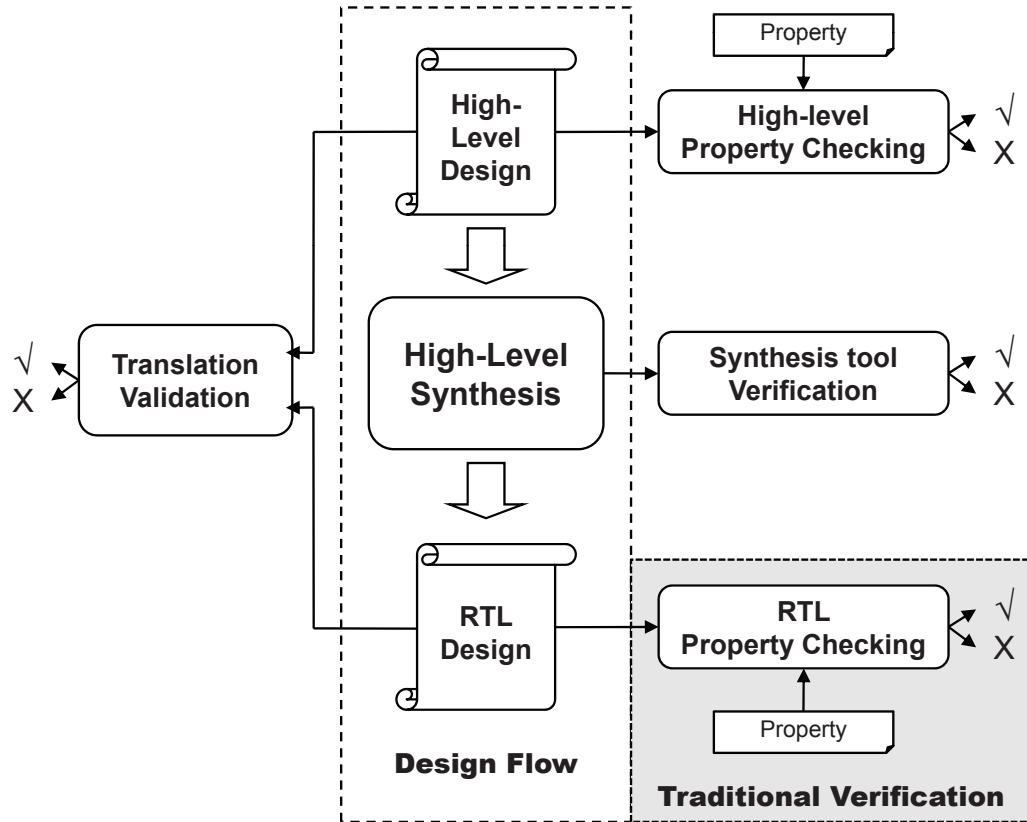 Property
High-
Level
Design
High-level
Property Checking
√
X
Translation
Validation
√
X
High-Level
Synthesis
Synthesis tool
Verification
√
X
RTL
Design
RTL
Property Checking
√
X
Property
Design Flow
Traditional Verification